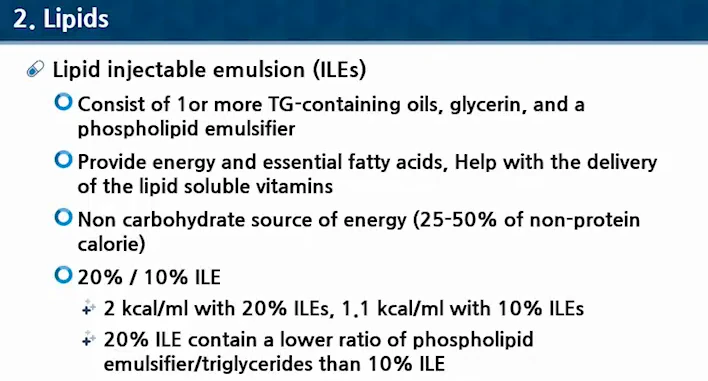 2. Lipids
Lipid injectable emulsion (ILEs)
Consist of 1or more TG-containing oils, glycerin, and a
phospholipid emulsifier
Provide energy and essential fatty acids, Help with the delivery
of the lipid soluble vitamins
Non carbohydrate source of energy (25-50% of non-protein
calorie)
20% / 10% ILE
2 kcal/ml with 20% ILEs, 1.1 kcal/ml with 10% ILEs
20% ILE contain a lower ratio of phospholipid
emulsifier/triglycerides than 10% ILE